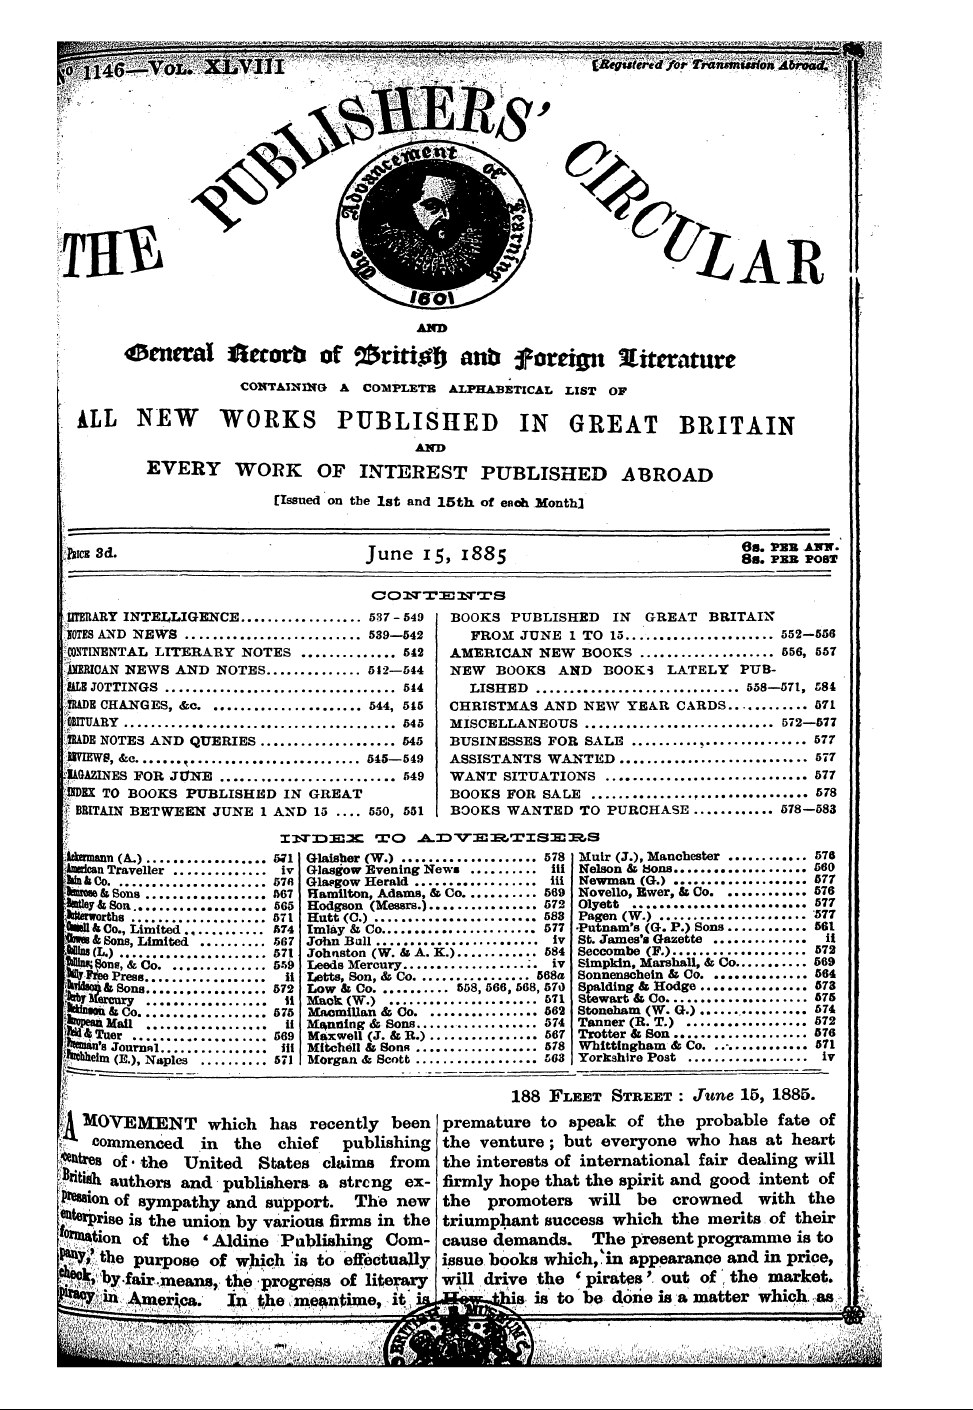 No 1146—VOL. XLVIII
[Registered for Transmission Abroad.
THE PUBLISHERS' CIRCULAR
The Advancement of Learning
1601
AND
General Record of British and Foreign Literature
CONTAINING A COMPLETE ALPHABETICAL LIST OF
ALL NEW WORKS PUBLISHED IN GREAT BRITAIN
AND
EVERY WORK OF INTEREST PUBLISHED ABROAD
[Issued on the 1st and 15th of each Month]
PRICE 3d.
June 15, 1885
6s. PER ANN.
8s. PER POST
CONTENTS
LITERARY INTELLIGENCE.................. 537-549
NOTES AND NEWS .......................... 539—542
CONTINENTAL LITERARY NOTES .............. 542
AMERICAN NEWS AND NOTES.............. 542—544
SALE JOTTINGS .................................. 544
TRADE CHANGES, &c. ...................... 544, 545
OBITUARY ........................................ 545
TRADE NOTES AND QUERIES .................... 545
REVIEWS, &c................................. 545—549
MAGAZINES FOR JUNE .......................... 549
INDEX TO BOOKS PUBLISHED IN GREAT
BRITAIN BETWEEN JUNE 1 AND 15 .... 550, 551
BOOKS PUBLISHED IN GREAT BRITAIN
FROM JUNE 1 TO 15...................... 552—556
AMERICAN NEW BOOKS .................... 556, 557
NEW BOOKS AND BOOKS LATELY PUB-
LISHED .............................. 558—571, 584
CHRISTMAS AND NEW YEAR CARDS............ 571
MISCELLANEOUS ............................ 572—577
BUSINESSES FOR SALE .......................... 577
ASSISTANTS WANTED ............................ 577
WANT SITUATIONS .............................. 577
BOOKS FOR SALE ................................ 578
BOOKS WANTED TO PURCHASE ............ 578—583
INDEX TO ADVERTISERS
Ackermann (A.) .................. 571
American Traveller .............. iv
Bain & Co. ....................... 576
Bemrose & Sons .................. 567
Bentley & Son.................... 565
Butterworths .................... 571
Cassell & Co., Limited ............ 574
Clowes & Sons, Limited .......... 567
Collins (L.) ...................... 571
Collins, Sons, & Co. .............. 559
Daily Free Press.................. ii
Davidson & Sons.................. 572
Derby Mercury .................. ii
Dickinson & Co. .................. 575
European Mail .................. ii
Field & Tuer .................... 569
Freeman's Journal................ iii
Furchheim (E.), Naples .......... 571
Glaisher (W.) .................... 578
Glasgow Evening News .......... iii
Glasgow Herald .................. iii
Hamilton, Adams, & Co. .......... 569
Hodgson (Messrs.) ................ 572
Hutt (C.) ........................ 583
Imlay & Co....................... 577
John Bull ........................ iv
Johnston (W. & A. K.)............ 584
Leeds Mercury.................... iv
Letts, Son, & Co. ................ 568a
Low & Co. .......... 558, 566, 568, 570
Mack (W.) ...................... 571
Macmillan & Co. ................ 562
Manning & Sons.................. 574
Maxwell (J. & R.)................ 567
Mitchell & Sons .................. 578
Morgan & Scott .................. 563
Muir (J.), Manchester ............ 576
Nelson & Sons.................... 560
Newman (G.) .................... 577
Novello, Ewer, & Co. ............ 576
Olyett .......................... 577
Pagen (W.) ...................... 577
Putnam's (G. P.) Sons ............ 561
St. James's Gazette .............. ii
Seccombe (F.).................... 572
Simpkin, Marshall, & Co.......... 569
Sonnenschein & Co. .............. 564
Spalding & Hodge ................ 573
Stewart & Co..................... 575
Stoneham (W. G.) ................ 574
Tanner (R. T.) .................. 572
Trotter & Son .................... 576
Whittingham & Co. .............. 571
Yorkshire Post .................. iv
188 FLEET STREET: June 15, 1885.
A MOVEMENT which has recently been
commenced in the chief publishing
centres of the United States claims from
British authors and publishers a strong ex-
pression of sympathy and support. The new
enterprise is the union by various firms in the
formation of the 'Aldine Publishing Com-
pany,' the purpose of which is to effectually
check, by fair means, the progress of literary
piracy in America. In the meantime, it is
premature to speak of the probable fate of
the venture; but everyone who has at heart
the interests of international fair dealing will
firmly hope that the spirit and good intent of
the promoters will be crowned with the
triumphant success which the merits of their
cause demands. The present programme is to
issue books which, in appearance and in price,
will drive the 'pirates' out of the market.
How this is to be done is a matter which as
BRITISH MUSEUM